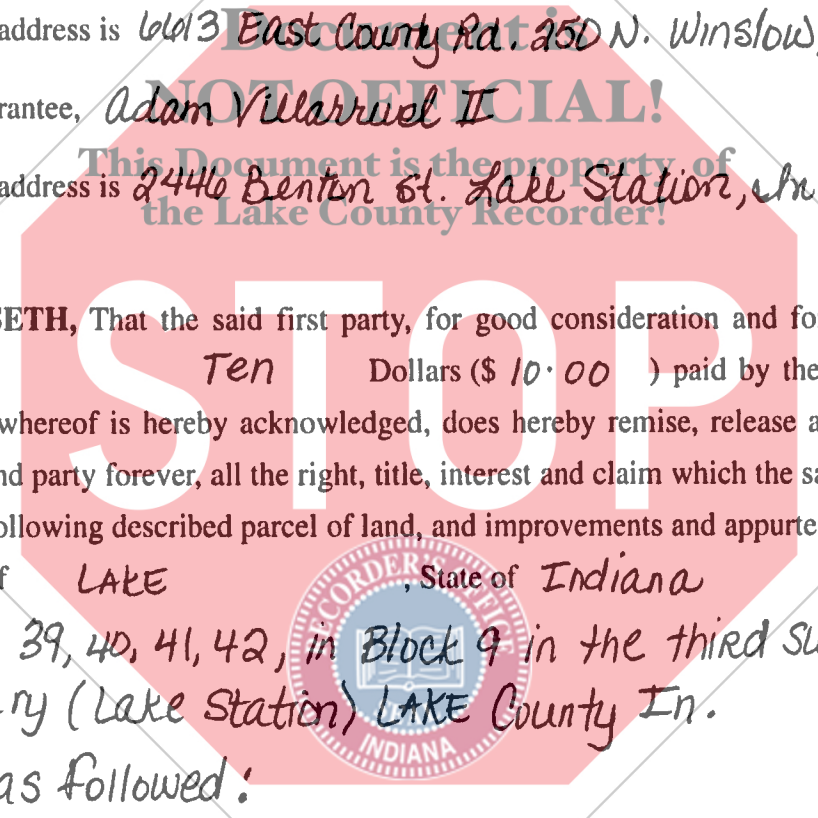 address is 6613 East County Rd. 250 N. Winslow,
Document is
NOT OFFICIAL!
rantee, Adam Villarruel II
This Document is the property of
the Lake County Recorder!
address is 2446 Benton St. Lake Station, In
SETH, That the said first party, for good consideration and fo
Ten Dollars ($ 10.00 ) paid by the
whereof is hereby acknowledged, does hereby remise, release a
nd party forever, all the right, title, interest and claim which the sa
ollowing described parcel of land, and improvements and appurte
f LAKE , State of Indiana
STOP
39, 40, 41, 42, in Block 9 in the third su
ry (Lake Station) LAKE County In.
as followed:
RECORDER'S OFFICE
INDIANA